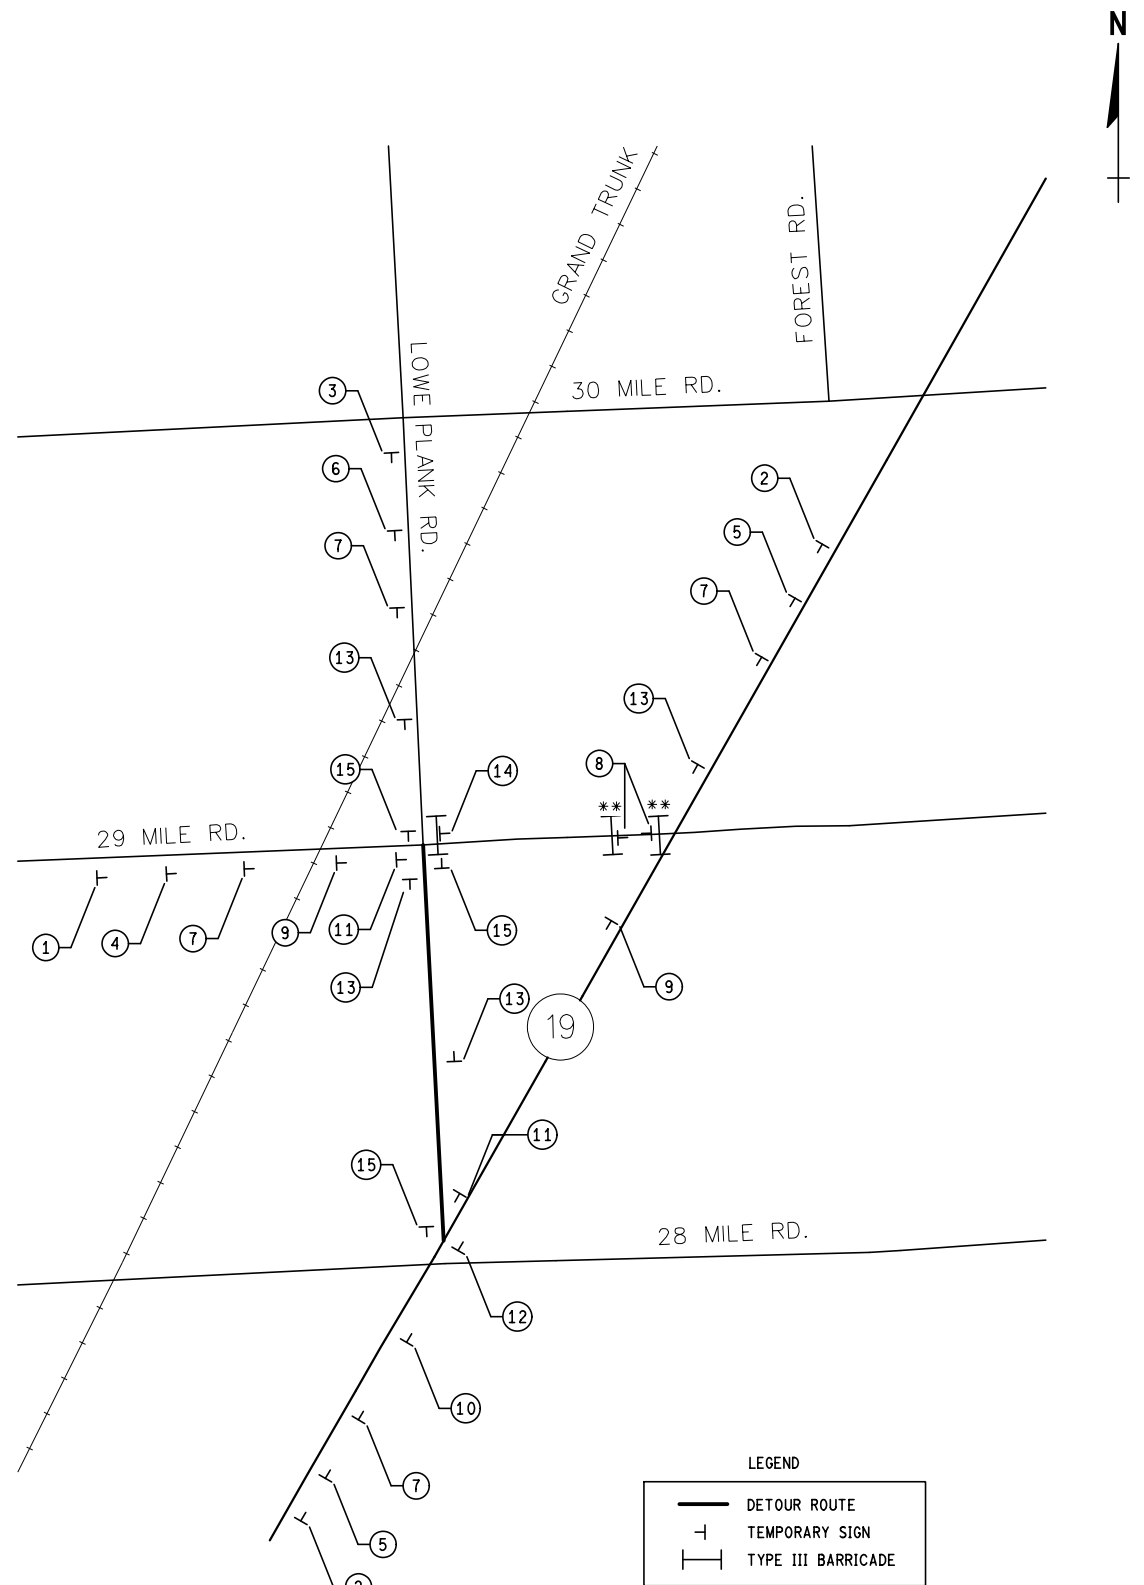 N
GRAND TRUNK
FOREST RD.
LOWE PLANK RD.
30 MILE RD.
3
6
2
5
7
7
13
13
15
14
8
** **
29 MILE RD.
1
4
7
9
11
15
13
9
13
19
11
15
28 MILE RD.
12
10
7
5
LEGEND
DETOUR ROUTE
TEMPORARY SIGN
TYPE III BARRICADE